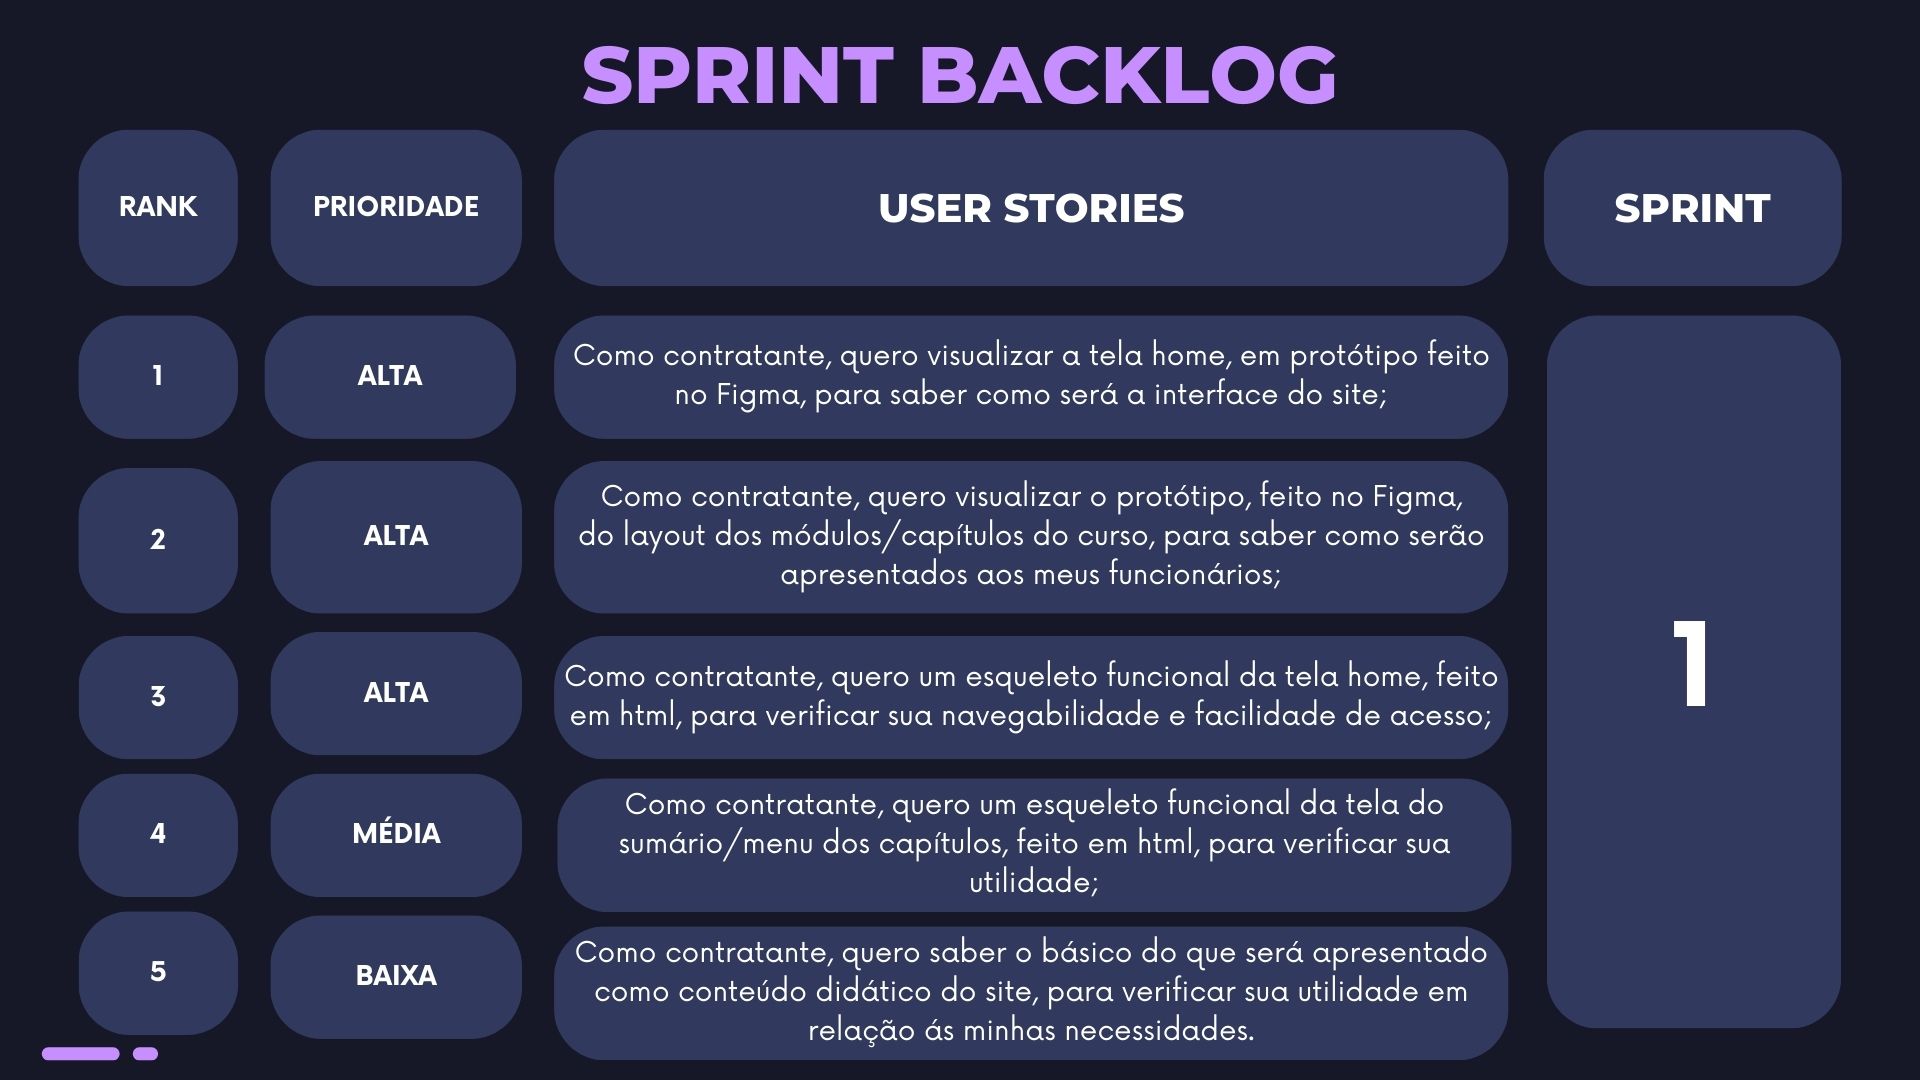 SPRINT BACKLOG
RANK
PRIORIDADE
USER STORIES
SPRINT
1
ALTA
Como contratante, quero visualizar a tela home, em protótipo feito
no Figma, para saber como será a interface do site;
2
ALTA
Como contratante, quero visualizar o protótipo, feito no Figma,
do layout dos módulos/capítulos do curso, para saber como serão
apresentados aos meus funcionários;
3
ALTA
Como contratante, quero um esqueleto funcional da tela home, feito
em html, para verificar sua navegabilidade e facilidade de acesso;
4
MÉDIA
Como contratante, quero um esqueleto funcional da tela do
sumário/menu dos capítulos, feito em html, para verificar sua
utilidade;
5
BAIXA
Como contratante, quero saber o básico do que será apresentado
como conteúdo didático do site, para verificar sua utilidade em
relação ás minhas necessidades.
1